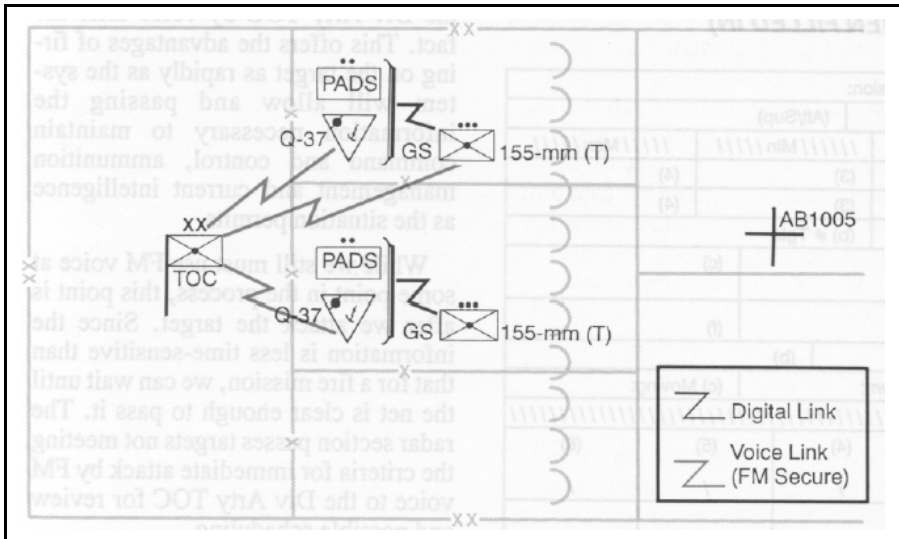 XX
PADS
Q-37
GS
155-mm (T)
X
XX
TOC
AB1005
PADS
Q-37
GS
155-mm (T)
X
XX
Digital Link
Voice Link
(FM Secure)
fact. This offers the advantages of fir-
ing on the target as rapidly as the sys-
tem will allow and passing the
information necessary to maintain
command and control, ammunition
management and current intelligence
as the situation permits.
While we still must use FM voice at
some point in the process, this point is
after we attack the target. Since the
information is less time-sensitive than
that for a fire mission, we can wait until
the net is clear enough to pass it. The
radar section passes targets not meeting
the criteria for immediate attack by FM
voice to the Div Arty TOC for review
and possible scheduling.